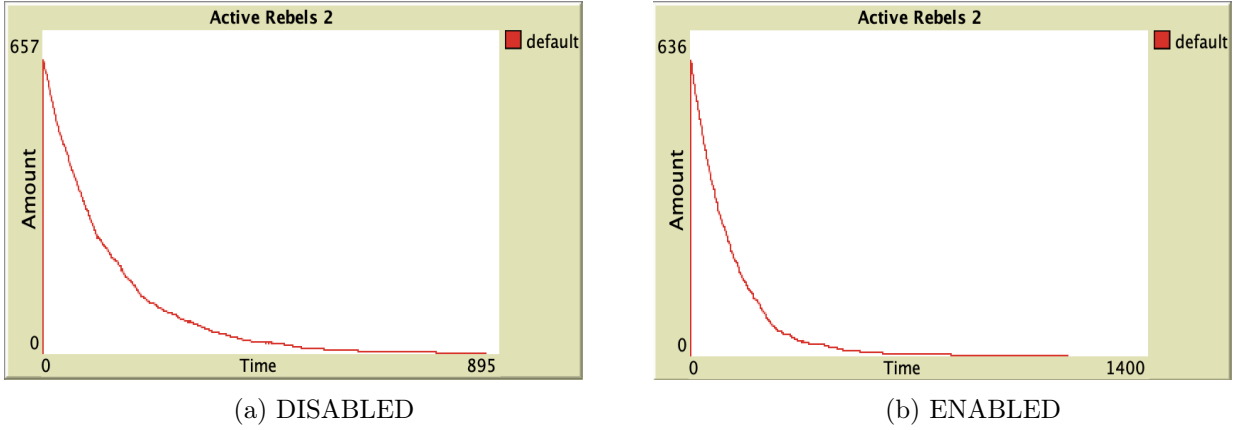 Active Rebels 2
657
default
Amount
0
0
Time
895
(a) DISABLED
Active Rebels 2
636
default
Amount
0
0
Time
1400
(b) ENABLED